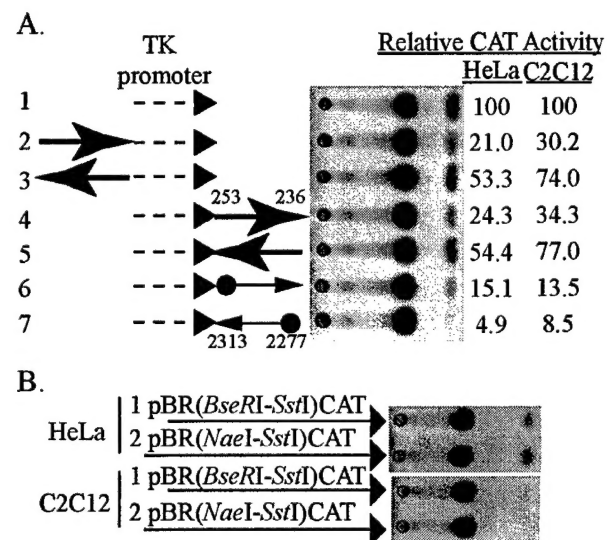 A.
TK promoter
Relative CAT Activity
HeLa C2C12
1 100 100
2 21.0 30.2
3 53.3 74.0
4 253 236 24.3 34.3
5 54.4 77.0
6 15.1 13.5
7 2313 2277 4.9 8.5
B.
HeLa
1 pBR(BseRI-SstI)CAT
2 pBR(NaeI-SstI)CAT
C2C12
1 pBR(BseRI-SstI)CAT
2 pBR(NaeI-SstI)CAT